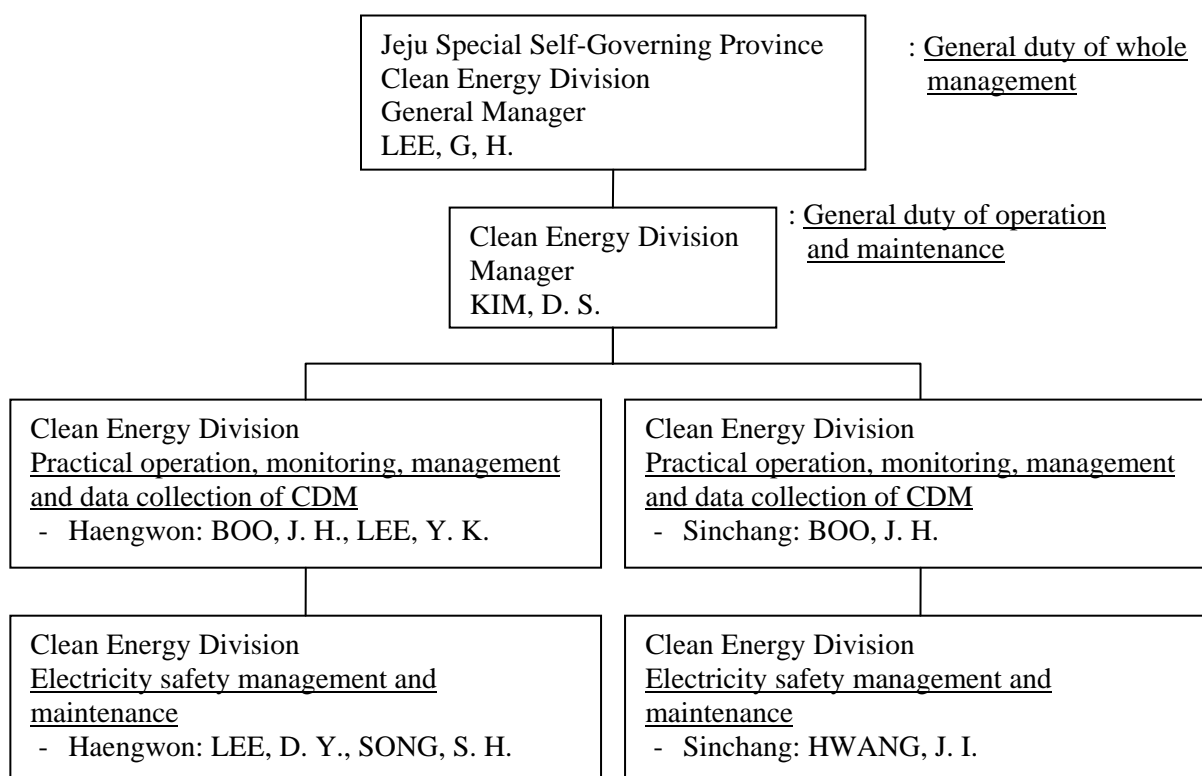 Jeju Special Self-Governing Province
Clean Energy Division
General Manager
LEE, G, H.
: General duty of whole
management
Clean Energy Division
Manager
KIM, D. S.
: General duty of operation
and maintenance
Clean Energy Division
Practical operation, monitoring, management
and data collection of CDM
- Haengwon: BOO, J. H., LEE, Y. K.
Clean Energy Division
Practical operation, monitoring, management
and data collection of CDM
- Sinchang: BOO, J. H.
Clean Energy Division
Electricity safety management and
maintenance
- Haengwon: LEE, D. Y., SONG, S. H.
Clean Energy Division
Electricity safety management and
maintenance
- Sinchang: HWANG, J. I.